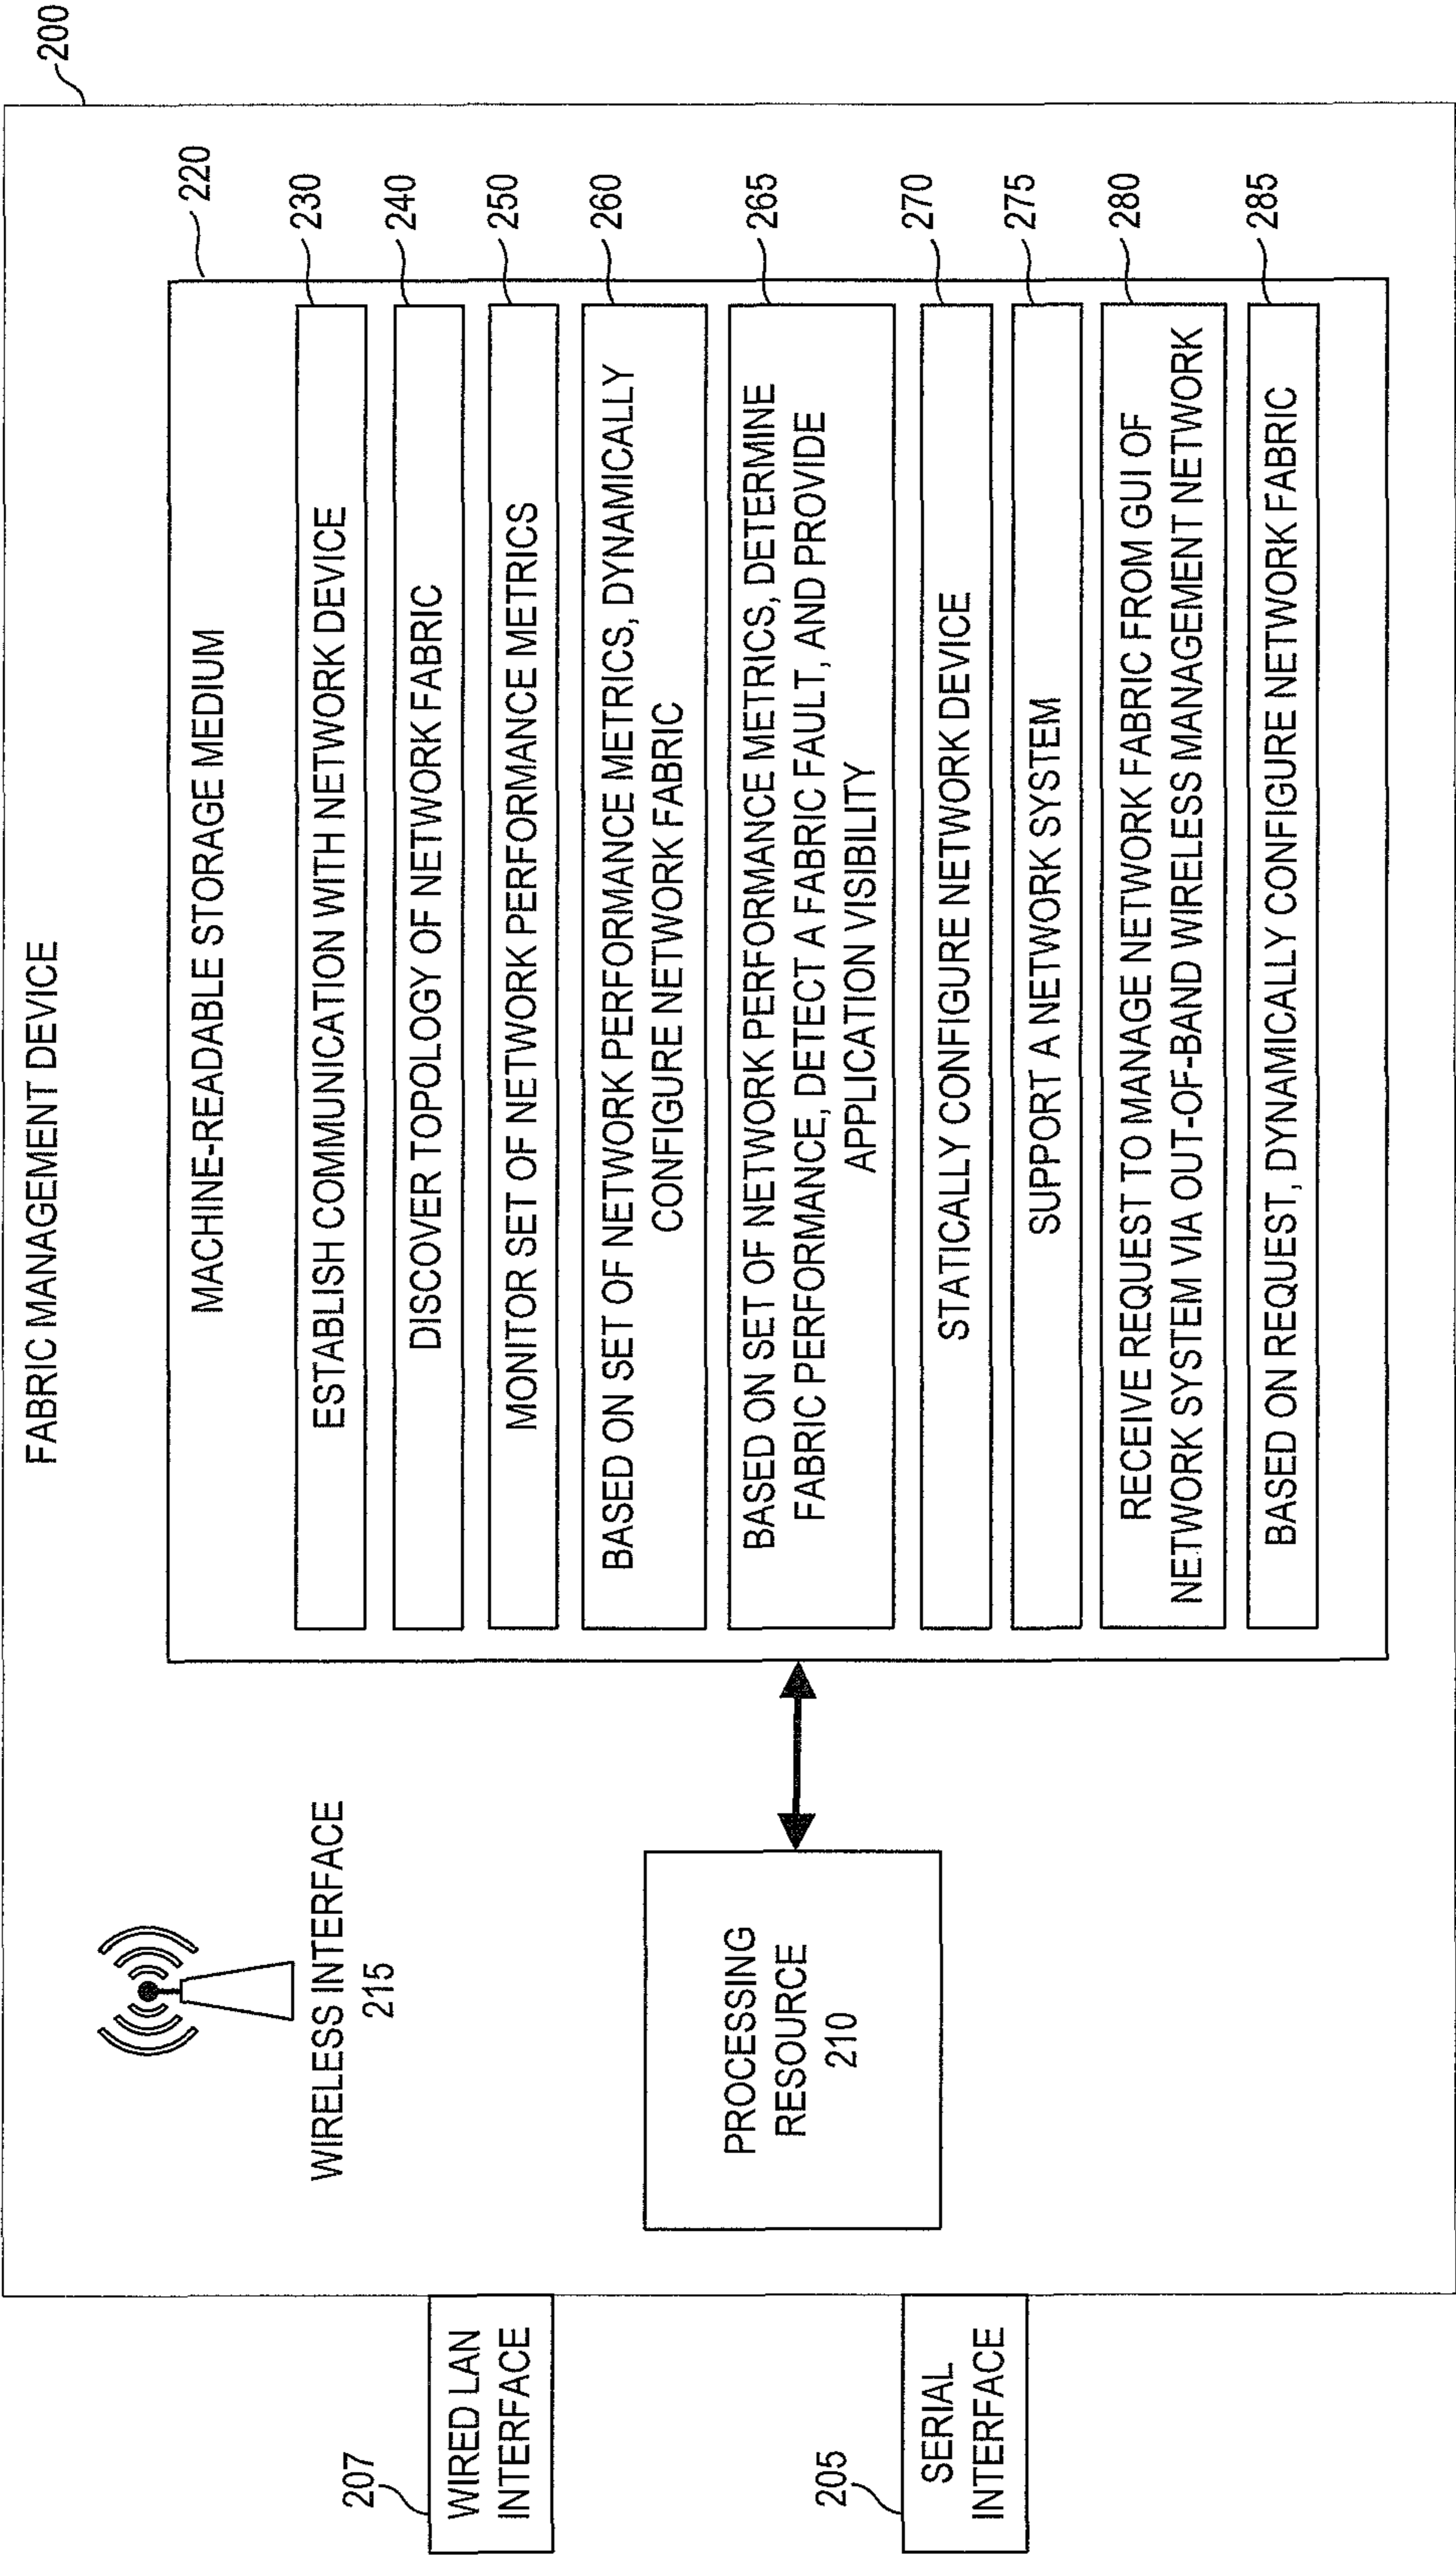 200
FABRIC MANAGEMENT DEVICE
220
MACHINE-READABLE STORAGE MEDIUM
230
ESTABLISH COMMUNICATION WITH NETWORK DEVICE
240
DISCOVER TOPOLOGY OF NETWORK FABRIC
250
MONITOR SET OF NETWORK PERFORMANCE METRICS
260
BASED ON SET OF NETWORK PERFORMANCE METRICS, DYNAMICALLY
CONFIGURE NETWORK FABRIC
265
BASED ON SET OF NETWORK PERFORMANCE METRICS, DETERMINE
FABRIC PERFORMANCE, DETECT A FABRIC FAULT, AND PROVIDE
APPLICATION VISIBILITY
270
STATICALLY CONFIGURE NETWORK DEVICE
275
SUPPORT A NETWORK SYSTEM
280
RECEIVE REQUEST TO MANAGE NETWORK FABRIC FROM GUI OF
NETWORK SYSTEM VIA OUT-OF-BAND WIRELESS MANAGEMENT NETWORK
285
BASED ON REQUEST, DYNAMICALLY CONFIGURE NETWORK FABRIC
WIRELESS INTERFACE
215
PROCESSING
RESOURCE
210
207
WIRED LAN
INTERFACE
205
SERIAL
INTERFACE